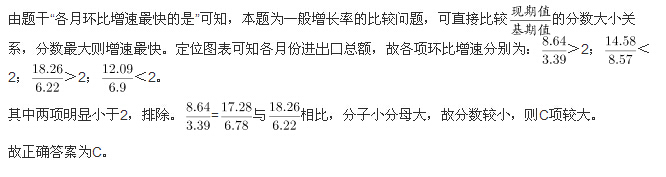 由题干“各月环比增速最快的是”可知，本题为一般增长率的比较问题，可直接比较现期值/基期值的分数大小关
系，分数最大则增速最快。定位图表可知各月份进出口总额，故各项环比增速分别为：8.64/3.39＞2；14.58/8.57＜
2；18.26/6.22＞2；12.09/6.9＜2。
其中两项明显小于2，排除。8.64/3.39=17.28/6.78与18.26/6.22相比，分子小分母大，故分数较小，则C项较大。
故正确答案为C。